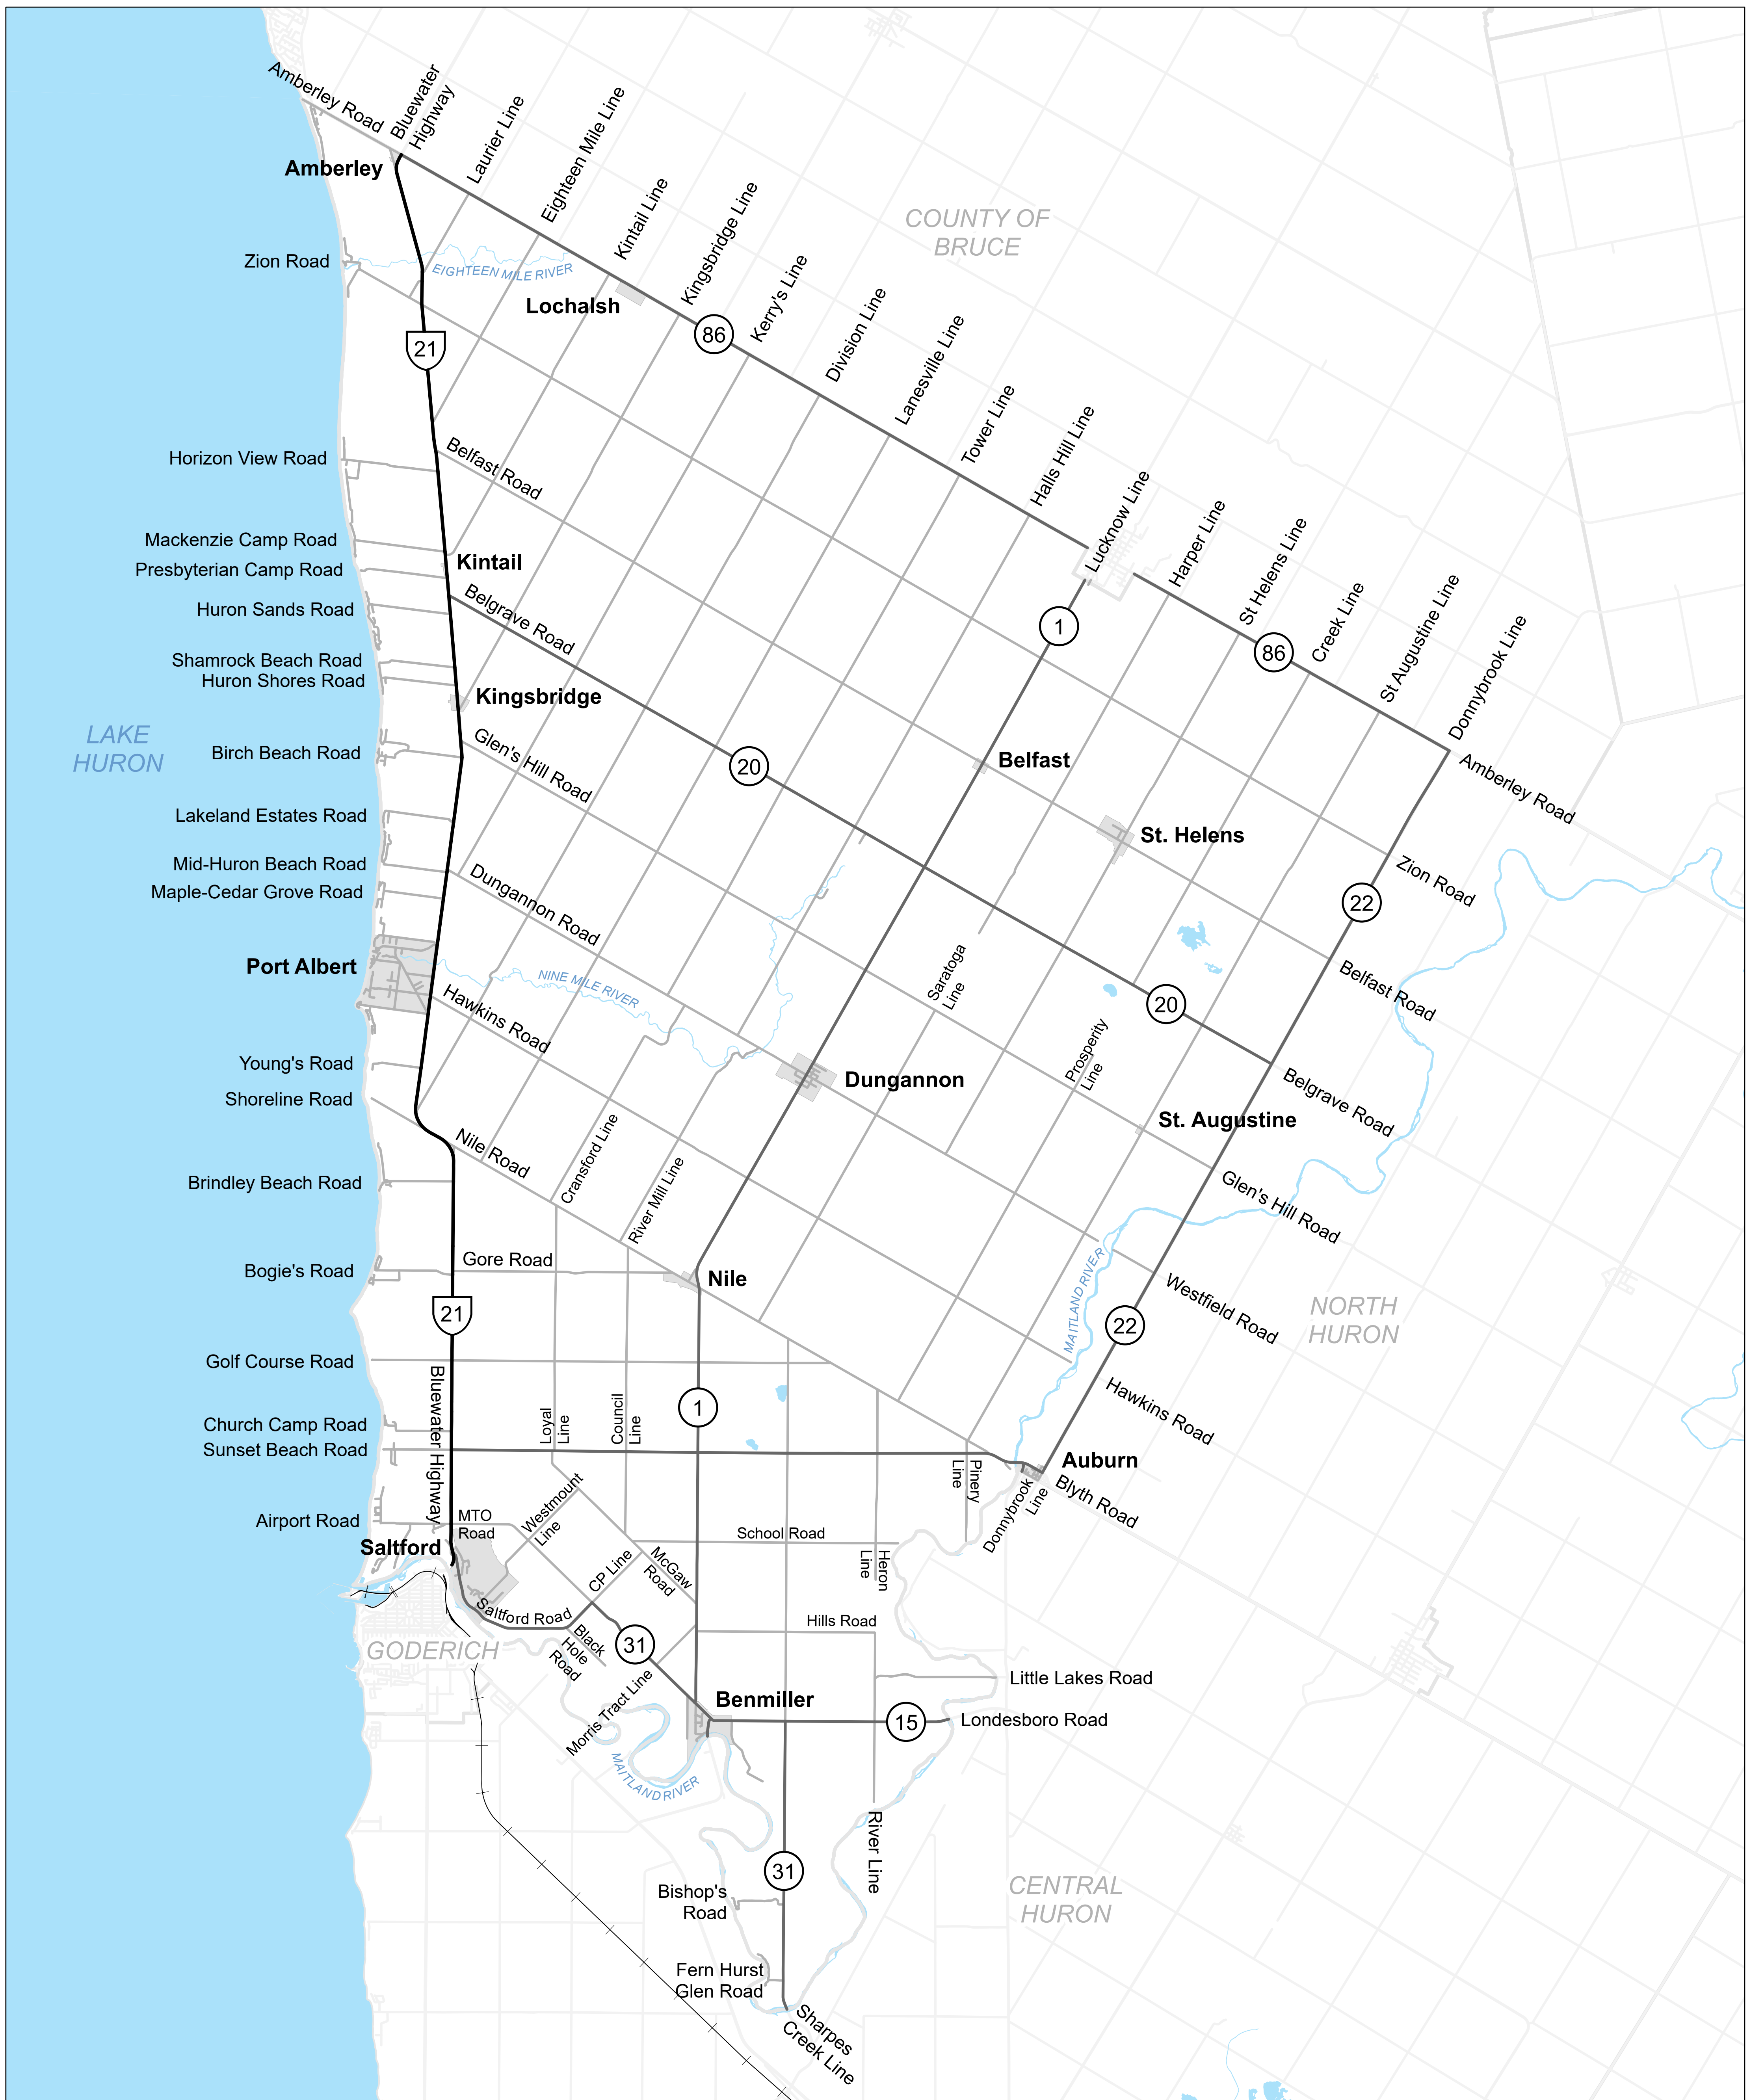 Amberley Road
Bluewater
Highway
Laurier Line
Eighteen Mile Line
Kintail Line
Kingsbridge Line
Kerry's Line
Division Line
Lanesville Line
Tower Line
Halls Hill Line
Lucknow Line
Harper Line
St Helens Line
Creek Line
St Augustine Line
Donnybrook Line
COUNTY OF
BRUCE
Amberley
Zion Road
EIGHTEEN MILE RIVER
Lochalsh
86
21
Horizon View Road
Belfast Road
Mackenzie Camp Road
Kintail
Presbyterian Camp Road
Huron Sands Road
Belgrave Road
1
86
Shamrock Beach Road
Huron Shores Road
Kingsbridge
LAKE
HURON
Birch Beach Road
Glen's Hill Road
20
Belfast
Amberley Road
Lakeland Estates Road
St. Helens
Mid-Huron Beach Road
Maple-Cedar Grove Road
Dungannon Road
Zion Road
22
Port Albert
NINE MILE RIVER
Saratoga
Line
Belfast Road
20
Hawkins Road
Young's Road
Dungannon
Prosperity
Line
Shoreline Road
Belgrave Road
St. Augustine
Nile Road
Cransford Line
River Mill Line
Brindley Beach Road
Glen's Hill Road
Gore Road
Bogie's Road
Nile
MAITLAND RIVER
Westfield Road
NORTH
HURON
21
22
Golf Course Road
Bluewater Highway
Hawkins Road
Loyal
Line
Council
Line
1
Church Camp Road
Sunset Beach Road
Auburn
Pinery
Line
Donnybrook
Line
Blyth Road
Airport Road
MTO
Road
Westmount
Line
School Road
Saltford
CP Line
McGaw
Road
Heron
Line
Saltford Road
Hills Road
Black
Hole
Road
31
GODERICH
Little Lakes Road
Morris Tract Line
Benmiller
15
Londesboro Road
MAITLAND RIVER
River Line
31
Bishop's
Road
CENTRAL
HURON
Fern Hurst
Glen Road
Sharpes
Creek Line